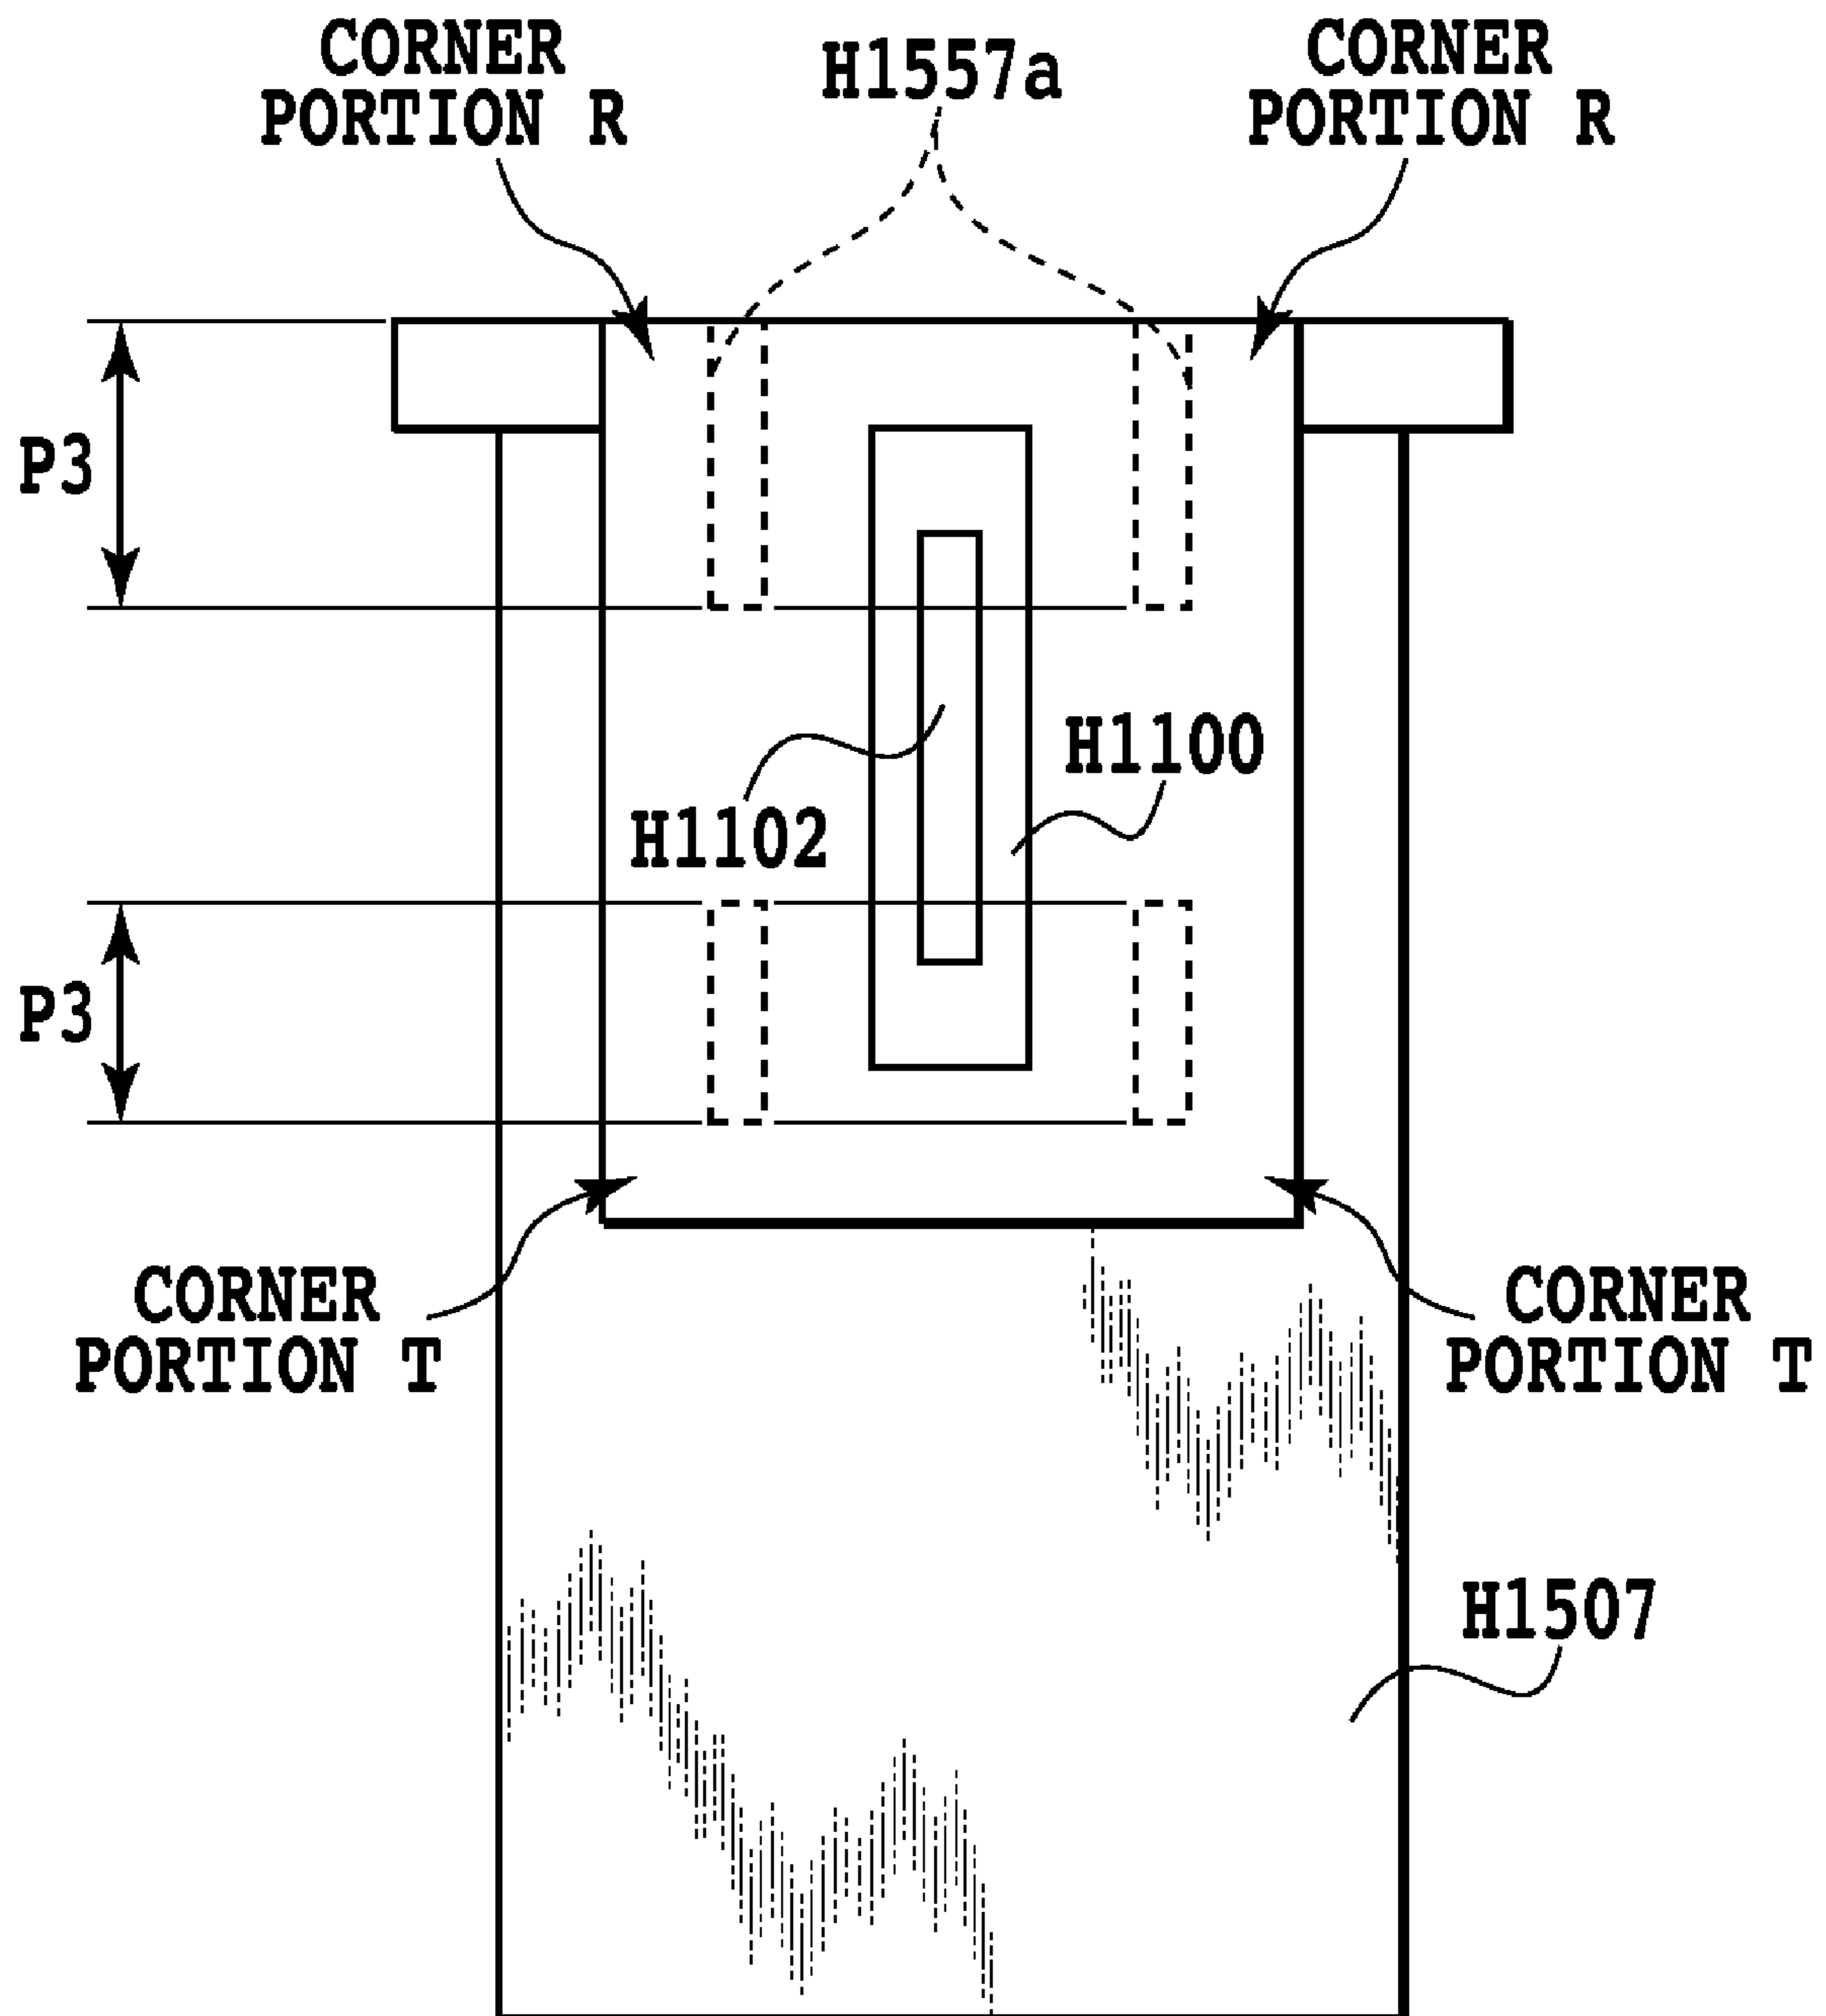 CORNER
PORTION R
H1557a
CORNER
PORTION R
P3
H1100
H1102
P3
CORNER
PORTION T
CORNER
PORTION T
H1507